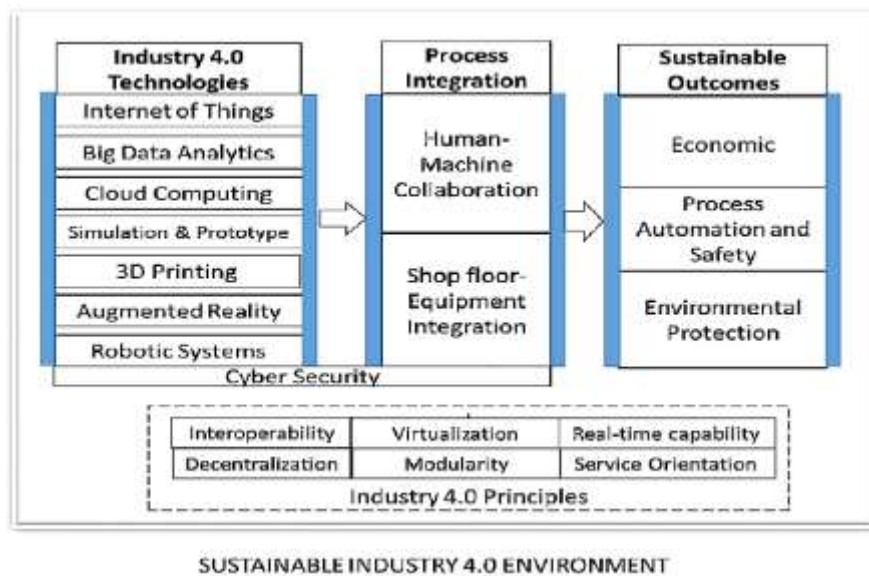 Industry 4.0
Technologies
Internet of Things
Big Data Analytics
Cloud Computing
Simulation & Prototype
3D Printing
Augmented Reality
Robotic Systems
Process
Integration
Human-
Machine
Collaboration
Shop floor-
Equipment
Integration
Cyber Security
Sustainable
Outcomes
Economic
Process
Automation and
Safety
Environmental
Protection
Interoperability
Virtualization
Real-time capability
Decentralization
Modularity
Service Orientation
Industry 4.0 Principles
SUSTAINABLE INDUSTRY 4.0 ENVIRONMENT